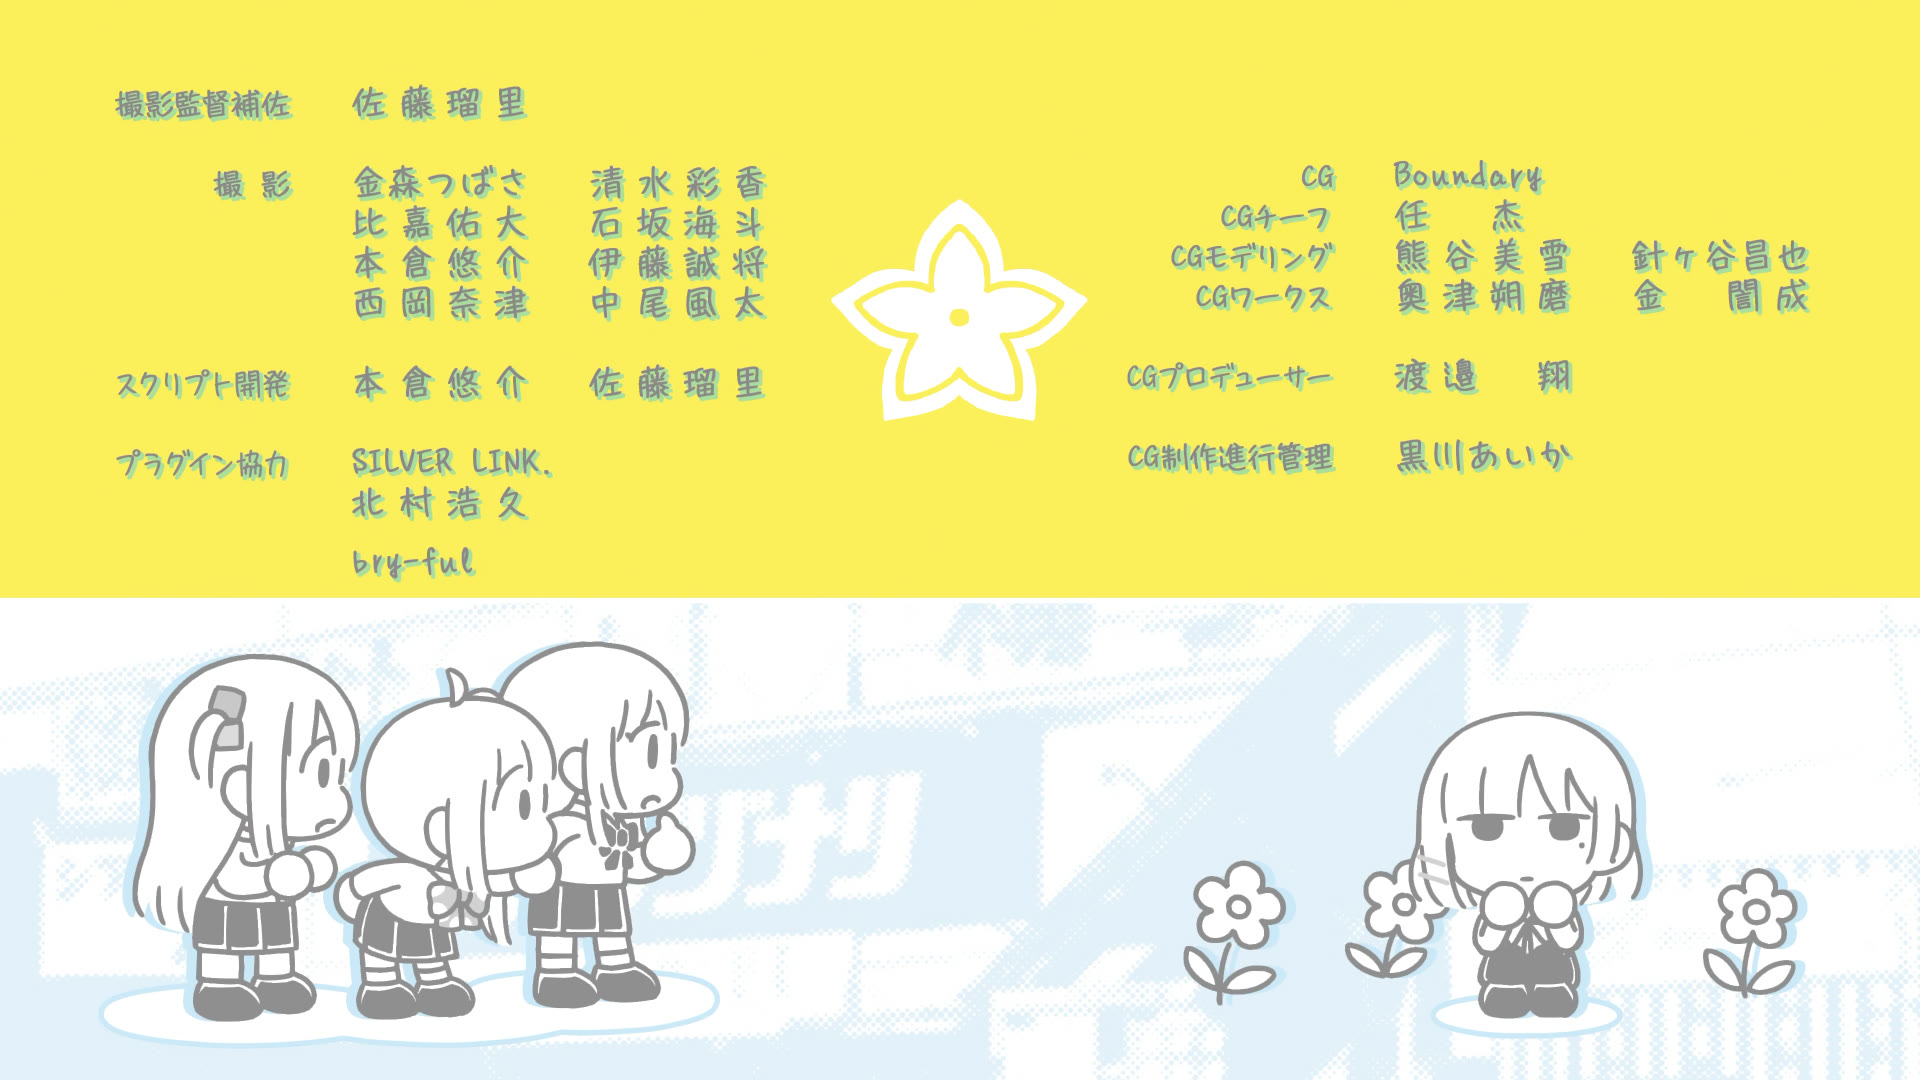 撮影監督補佐 佐藤瑠里
撮影 金森つばさ 清水彩香
比嘉佑大 石坂海斗
本倉悠介 伊藤誠将
西岡奈津 中尾風太
スクリプト開発 本倉悠介 佐藤瑠里
プラグイン協力 SILVER LINK.
北村浩久
bry-ful
CG Boundary
CGチーフ 任 杰
CGモデリング 熊谷美雪 針ヶ谷昌也
CGワークス 奥津朔磨 金 誾成
CGプロデューサー 渡邉 翔
CG制作進行管理 黒川あいか
リナリ